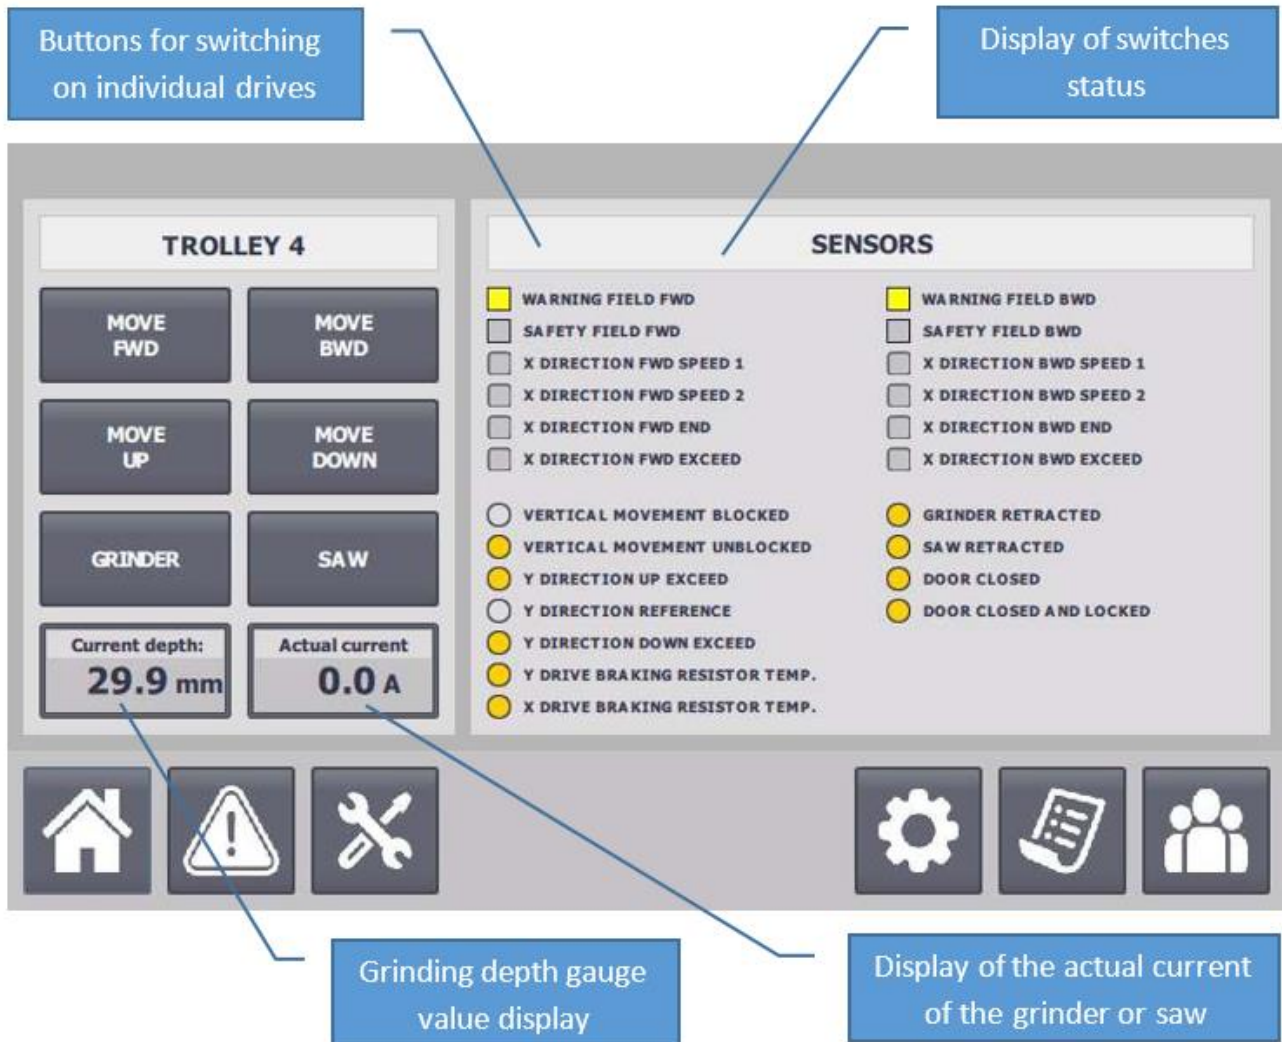 Buttons for switching
on individual drives
Display of switches
status
TROLLEY 4
MOVE
FWD
MOVE
BWD
MOVE
UP
MOVE
DOWN
GRINDER
SAW
Current depth:
29.9 mm
Actual current
0.0 A
SENSORS
WARNING FIELD FWD
SAFETY FIELD FWD
X DIRECTION FWD SPEED 1
X DIRECTION FWD SPEED 2
X DIRECTION FWD END
X DIRECTION FWD EXCEED
WARNING FIELD BWD
SAFETY FIELD BWD
X DIRECTION BWD SPEED 1
X DIRECTION BWD SPEED 2
X DIRECTION BWD END
X DIRECTION BWD EXCEED
VERTICAL MOVEMENT BLOCKED
VERTICAL MOVEMENT UNBLOCKED
Y DIRECTION UP EXCEED
Y DIRECTION REFERENCE
Y DIRECTION DOWN EXCEED
Y DRIVE BRAKING RESISTOR TEMP.
X DRIVE BRAKING RESISTOR TEMP.
GRINDER RETRACTED
SAW RETRACTED
DOOR CLOSED
DOOR CLOSED AND LOCKED
Grinding depth gauge
value display
Display of the actual current
of the grinder or saw